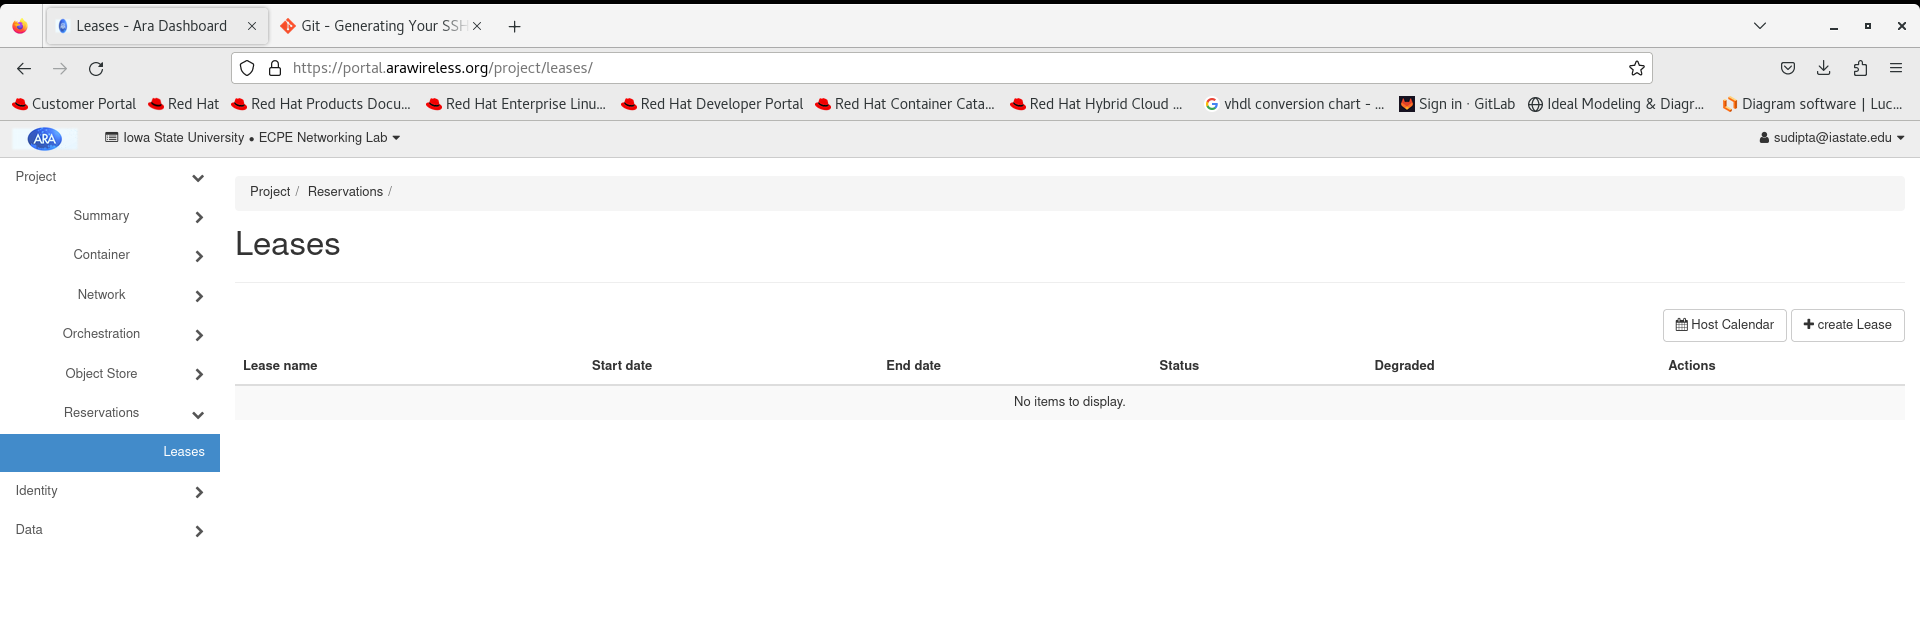 Leases - Ara Dashboard
Git - Generating Your SSH
https://portal.arawireless.org/project/leases/
Customer Portal Red Hat Red Hat Products Docu... Red Hat Enterprise Linu... Red Hat Developer Portal Red Hat Container Cata... Red Hat Hybrid Cloud ... vhdl conversion chart - ... Sign in · GitLab Ideal Modeling & Diagr... Diagram software | Luc...
ARA Iowa State University • ECPE Networking Lab sudipta@iastate.edu
Project
Summary
Container
Network
Orchestration
Object Store
Reservations
Leases
Identity
Data
Project / Reservations /
Leases
Host Calendar create Lease
Lease name Start date End date Status Degraded Actions
No items to display.